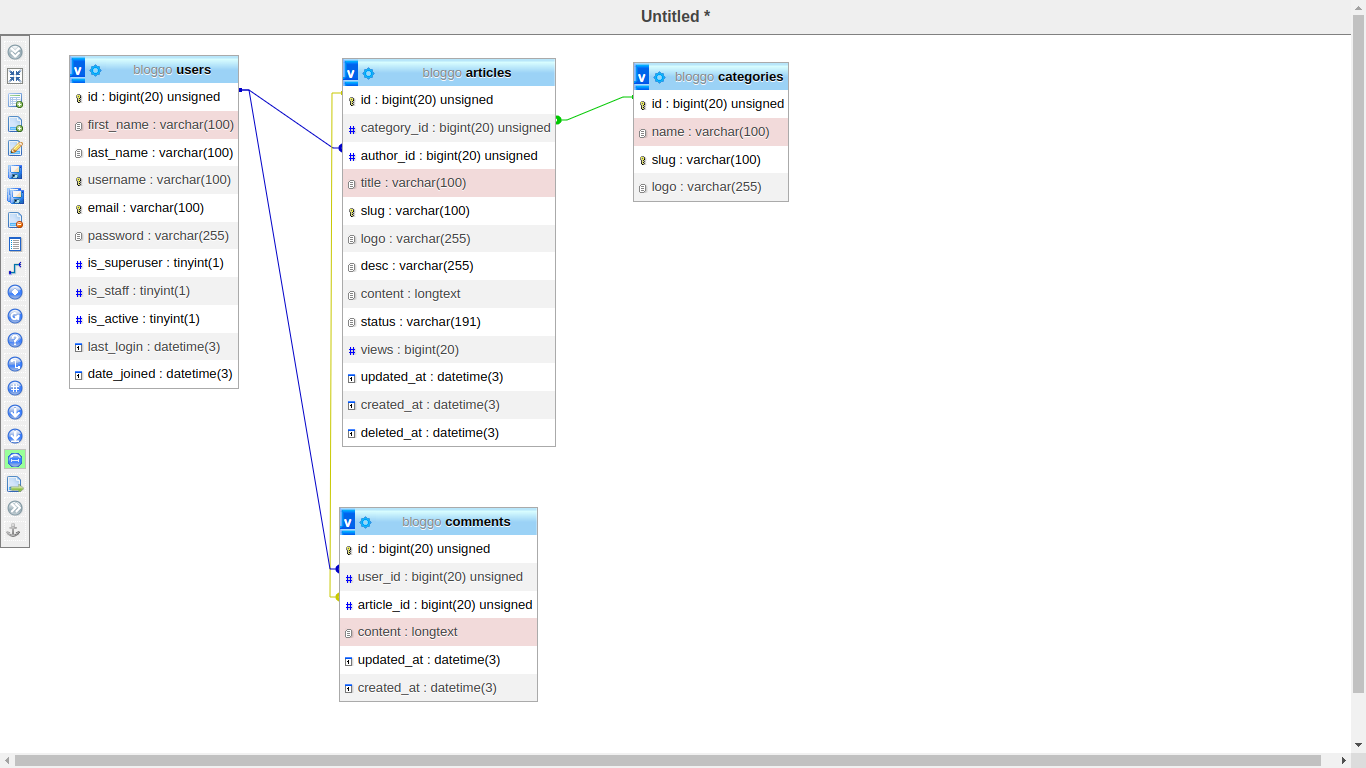 Untitled *
v bloggo users
id : bigint(20) unsigned
first_name : varchar(100)
last_name : varchar(100)
username : varchar(100)
email : varchar(100)
password : varchar(255)
is_superuser : tinyint(1)
is_staff : tinyint(1)
is_active : tinyint(1)
last_login : datetime(3)
date_joined : datetime(3)
v bloggo articles
id : bigint(20) unsigned
category_id : bigint(20) unsigned
author_id : bigint(20) unsigned
title : varchar(100)
slug : varchar(100)
logo : varchar(255)
desc : varchar(255)
content : longtext
status : varchar(191)
views : bigint(20)
updated_at : datetime(3)
created_at : datetime(3)
deleted_at : datetime(3)
v bloggo categories
id : bigint(20) unsigned
name : varchar(100)
slug : varchar(100)
logo : varchar(255)
v bloggo comments
id : bigint(20) unsigned
user_id : bigint(20) unsigned
article_id : bigint(20) unsigned
content : longtext
updated_at : datetime(3)
created_at : datetime(3)